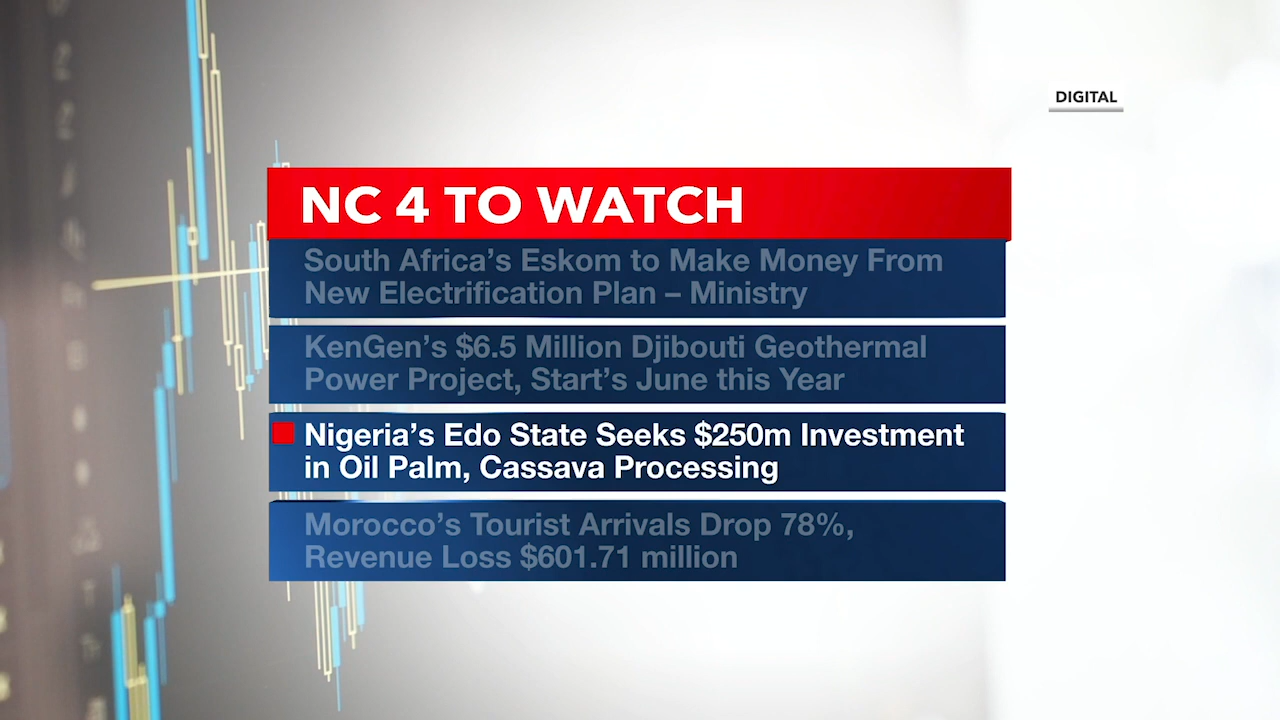 DIGITAL
NC 4 TO WATCH
South Africa’s Eskom to Make Money From
New Electrification Plan – Ministry
KenGen’s $6.5 Million Djibouti Geothermal
Power Project, Start’s June this Year
Nigeria’s Edo State Seeks $250m Investment
in Oil Palm, Cassava Processing
Morocco’s Tourist Arrivals Drop 78%,
Revenue Loss $601.71 million